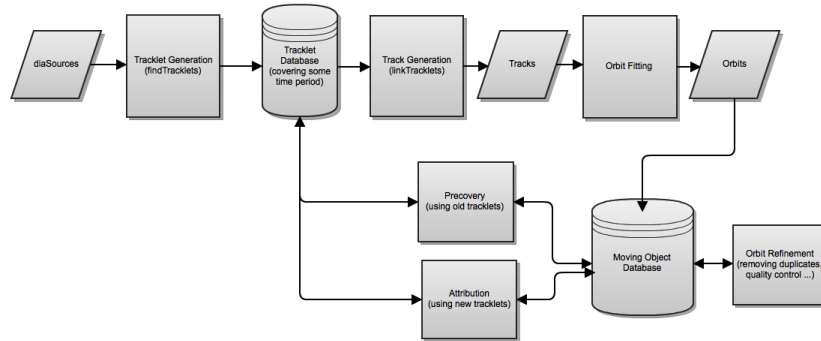 diaSources
Tracklet Generation
(findTracklets)
Tracklet
Database
(covering some
time period)
Track Generation
(linkTracklets)
Tracks
Orbit Fitting
Orbits
Precovery
(using old tracklets)
Attribution
(using new tracklets)
Moving Object
Database
Orbit Refinement
(removing duplicates,
quality control ...)